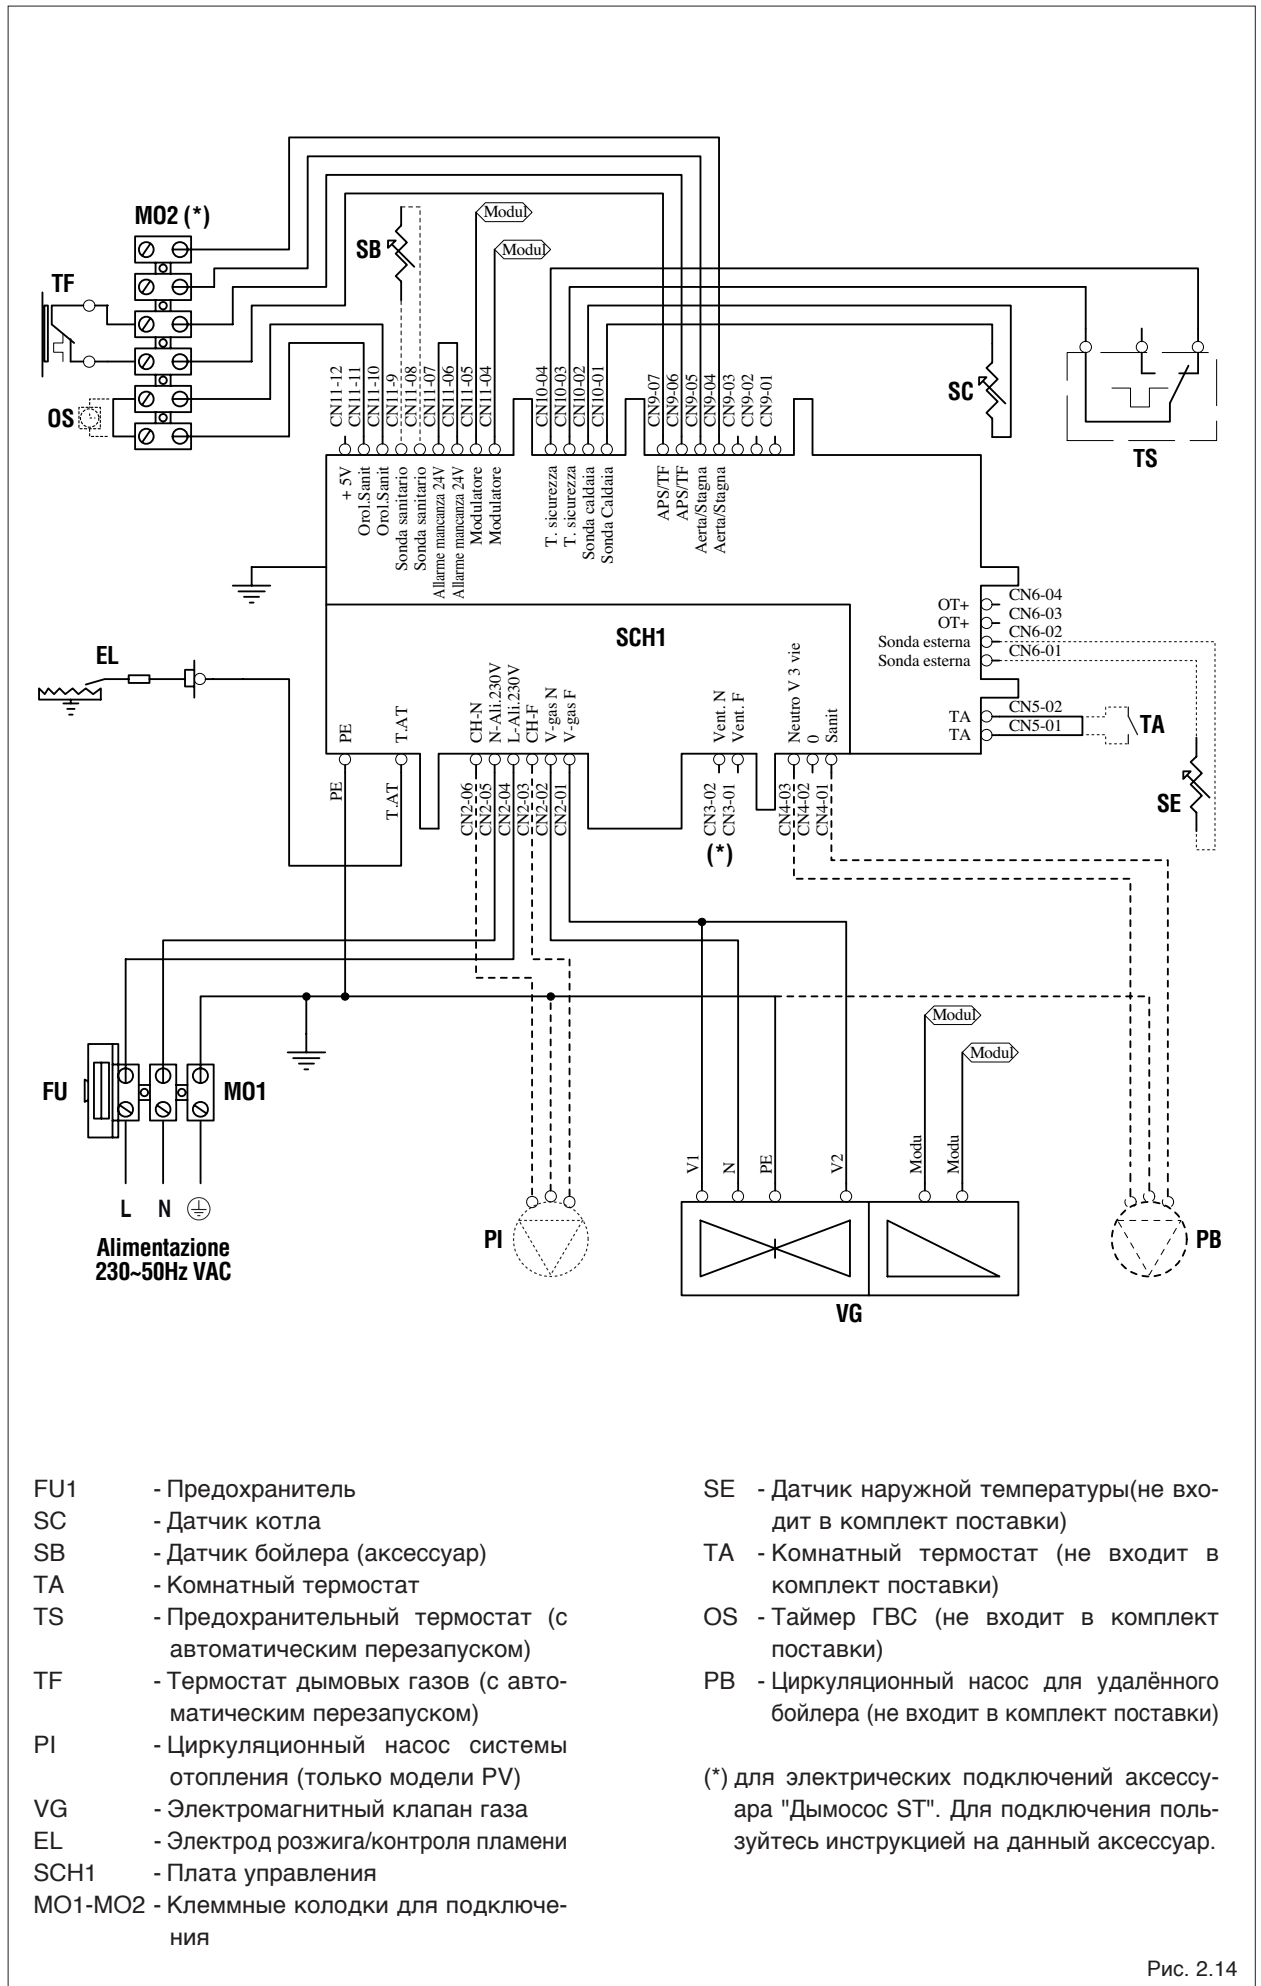 MO2 (*)
SB
Modul
Modul
TF
OS
SC
TS
CN11-12
CN11-11
CN11-10
CN11-9
CN11-08
CN11-07
CN11-06
CN11-05
CN11-04
CN10-04
CN10-03
CN10-02
CN10-01
CN9-07
CN9-06
CN9-05
CN9-04
CN9-03
CN9-02
CN9-01
+ 5V
Orol.Sanit
Orol.Sanit
Sonda sanitario
Sonda sanitario
Allarme mancanza 24V
Allarme mancanza 24V
Modulatore
Modulatore
T. sicurezza
T. sicurezza
Sonda caldaia
Sonda Caldaia
APS/TF
APS/TF
Aerta/Stagna
Aerta/Stagna
OT+ CN6-04
OT+ CN6-03
Sonda esterna CN6-02
Sonda esterna CN6-01
SCH1
EL
TA CN5-02
TA CN5-01
TA
SE
PE
T.AT
CH-N
N-Ali.230V
L-Ali.230V
CH-F
V-gas N
V-gas F
Vent. N
Vent. F
Neutro V 3 vie
0
Sanit
PE
T.AT
CN2-06
CN2-05
CN2-04
CN2-03
CN2-02
CN2-01
CN3-02
CN3-01
CN4-03
CN4-02
CN4-01
(*)
Modul
Modul
FU
MO1
V1
N
PE
V2
Modu
Modu
L N
Alimentazione
230~50Hz VAC
PI
VG
PB
FU1 - Предохранитель
SC - Датчик котла
SB - Датчик бойлера (аксессуар)
TA - Комнатный термостат
TS - Предохранительный термостат (с
автоматическим перезапуском)
TF - Термостат дымовых газов (с авто-
матическим перезапуском)
PI - Циркуляционный насос системы
отопления (только модели PV)
VG - Электромагнитный клапан газа
EL - Электрод розжига/контроля пламени
SCH1 - Плата управления
MO1-MO2 - Клеммные колодки для подключе-
ния
SE - Датчик наружной температуры(не вхо-
дит в комплект поставки)
TA - Комнатный термостат (не входит в
комплект поставки)
OS - Таймер ГВС (не входит в комплект
поставки)
PB - Циркуляционный насос для удалённого
бойлера (не входит в комплект поставки)
(*) для электрических подключений аксессу-
ара "Дымосос ST". Для подключения поль-
зуйтесь инструкцией на данный аксессуар.
Рис. 2.14